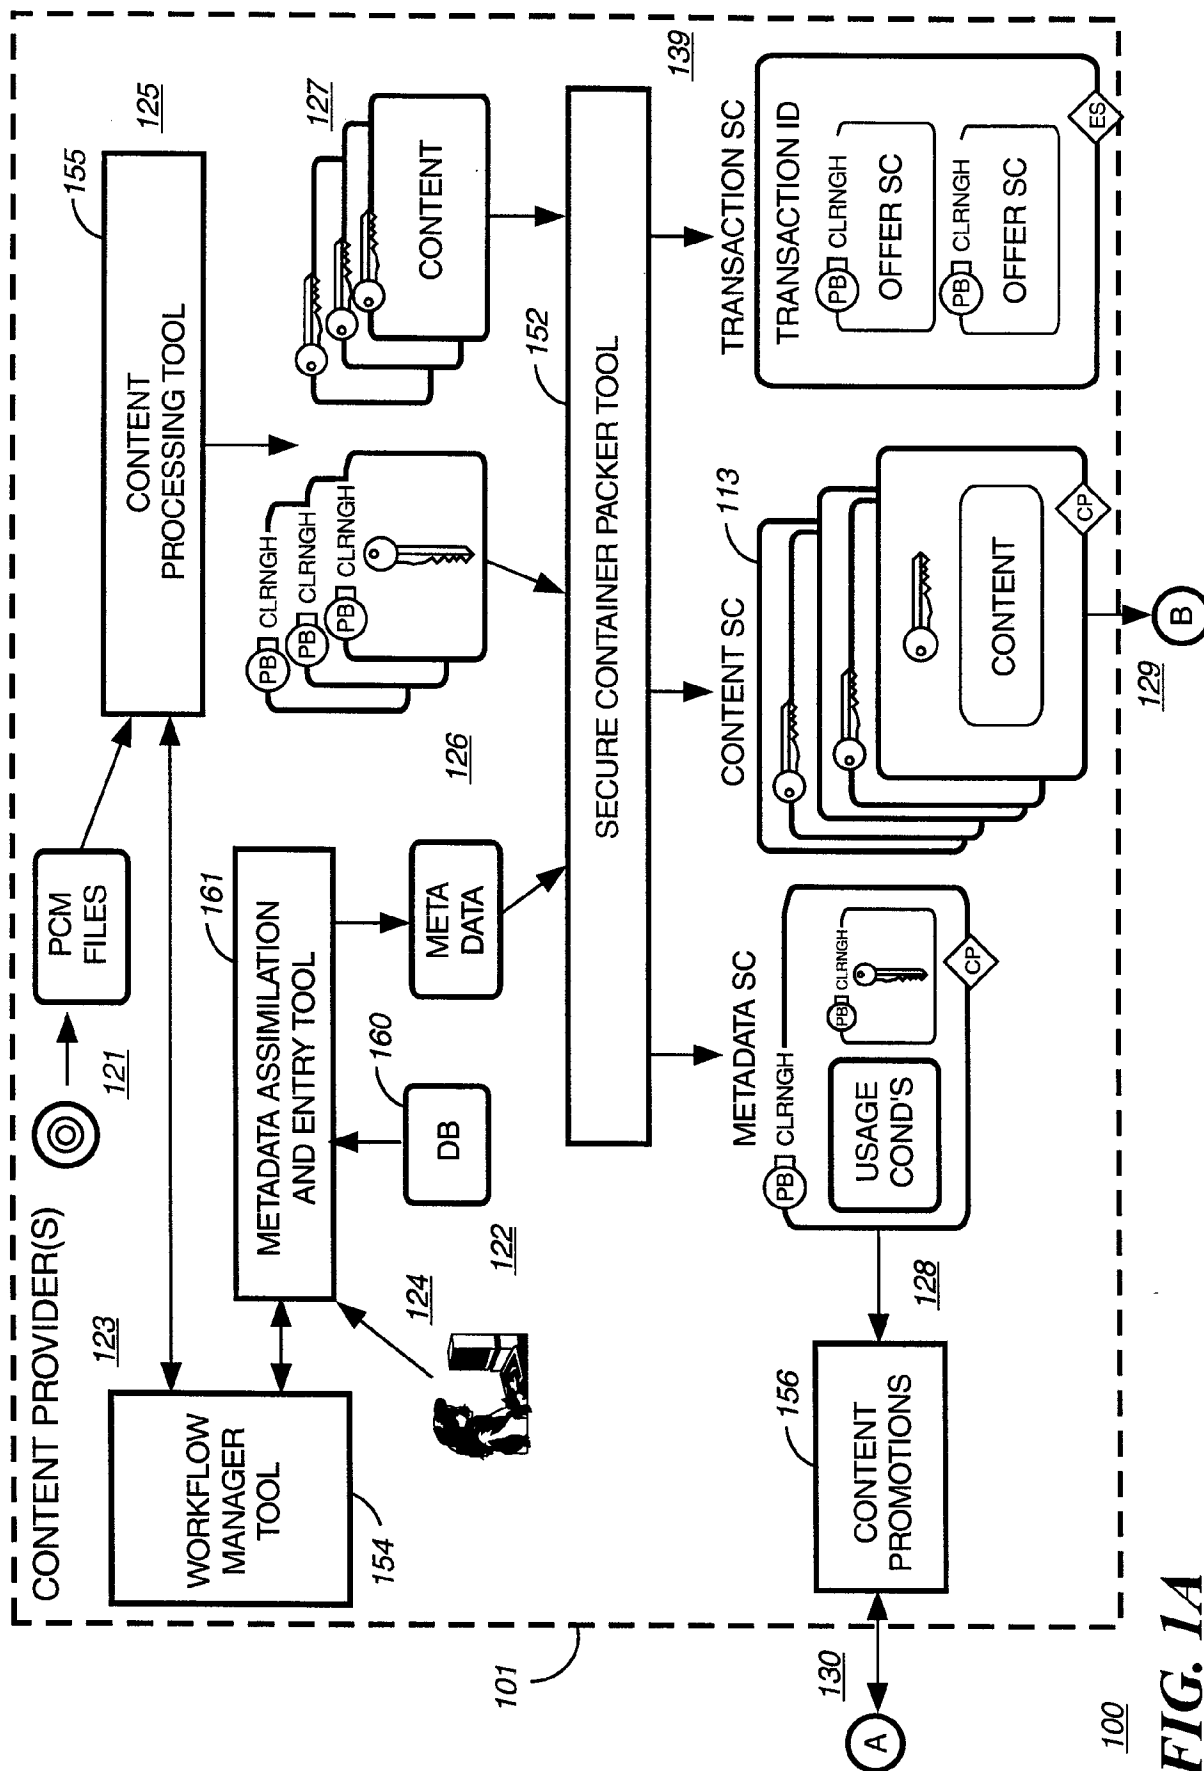 CONTENT PROVIDER(S)
123
121
PCM
FILES
155
125
WORKFLOW
MANAGER
TOOL
154
CONTENT
PROCESSING TOOL
161
METADATA ASSIMILATION
AND ENTRY TOOL
124
122
160
DB
META
DATA
126
PB CLRNGH
PB CLRNGH
PB CLRNGH
127
CONTENT
SECURE CONTAINER PACKER TOOL
152
139
METADATA SC
PB CLRNGH
USAGE
COND'S
PB CLRNGH
CP
CONTENT SC
113
CONTENT
CP
TRANSACTION SC
TRANSACTION ID
PB CLRNGH
OFFER SC
PB CLRNGH
OFFER SC
ES
128
156
CONTENT
PROMOTIONS
101
130
A
129
B
100
FIG. 1A